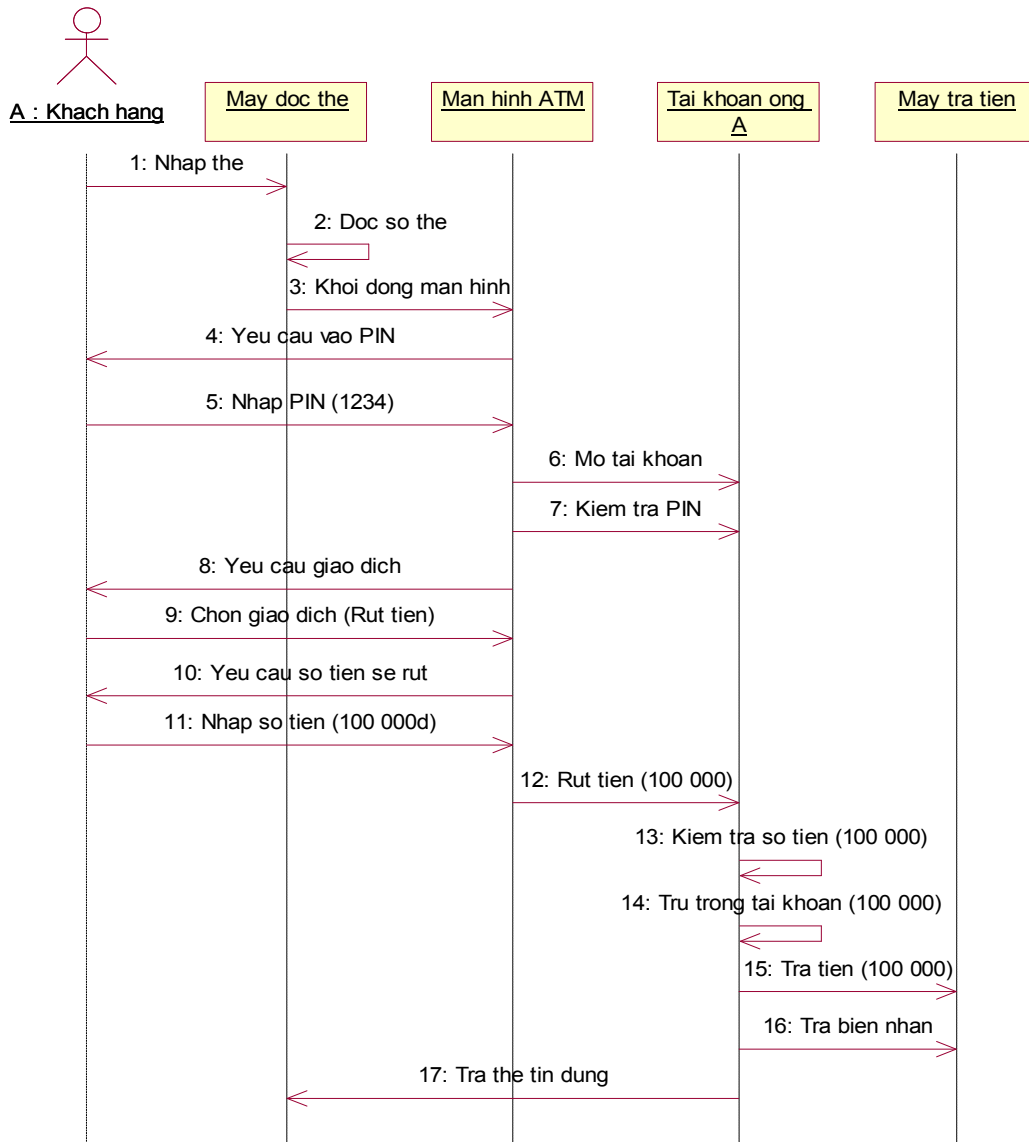 A : Khach hang
May doc the
Man hinh ATM
Tai khoan ong
A
May tra tien
1: Nhap the
2: Doc so the
3: Khoi dong man hinh
4: Yeu cau vao PIN
5: Nhap PIN (1234)
6: Mo tai khoan
7: Kiem tra PIN
8: Yeu cau giao dich
9: Chon giao dich (Rut tien)
10: Yeu cau so tien se rut
11: Nhap so tien (100 000d)
12: Rut tien (100 000)
13: Kiem tra so tien (100 000)
14: Tru trong tai khoan (100 000)
15: Tra tien (100 000)
16: Tra bien nhan
17: Tra the tin dung